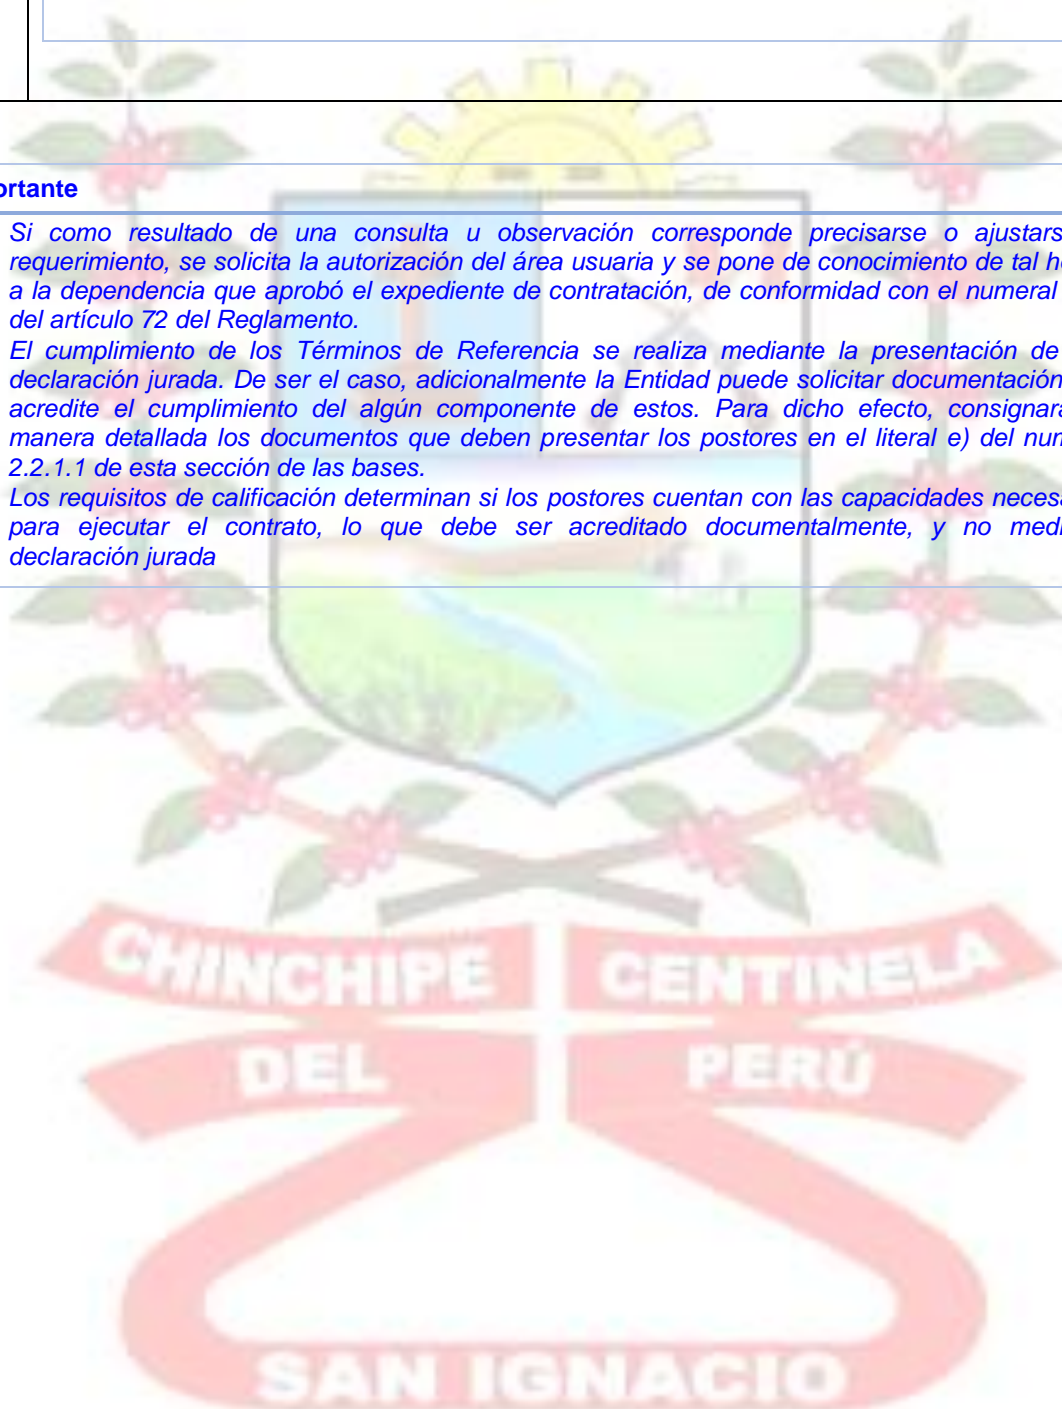 ortante
Si como resultado de una consulta u observación corresponde precisarse o ajustars
requerimiento, se solicita la autorización del área usuaria y se pone de conocimiento de tal h
a la dependencia que aprobó el expediente de contratación, de conformidad con el numeral
del artículo 72 del Reglamento.
El cumplimiento de los Términos de Referencia se realiza mediante la presentación de
declaración jurada. De ser el caso, adicionalmente la Entidad puede solicitar documentación
acredite el cumplimiento del algún componente de estos. Para dicho efecto, consignar
manera detallada los documentos que deben presentar los postores en el literal e) del nu
2.2.1.1 de esta sección de las bases.
Los requisitos de calificación determinan si los postores cuentan con las capacidades neces
para ejecutar el contrato, lo que debe ser acreditado documentalmente, y no med
declaración jurada
CHINCHIPE CENTINELA
DEL PERÚ
SAN IGNACIO